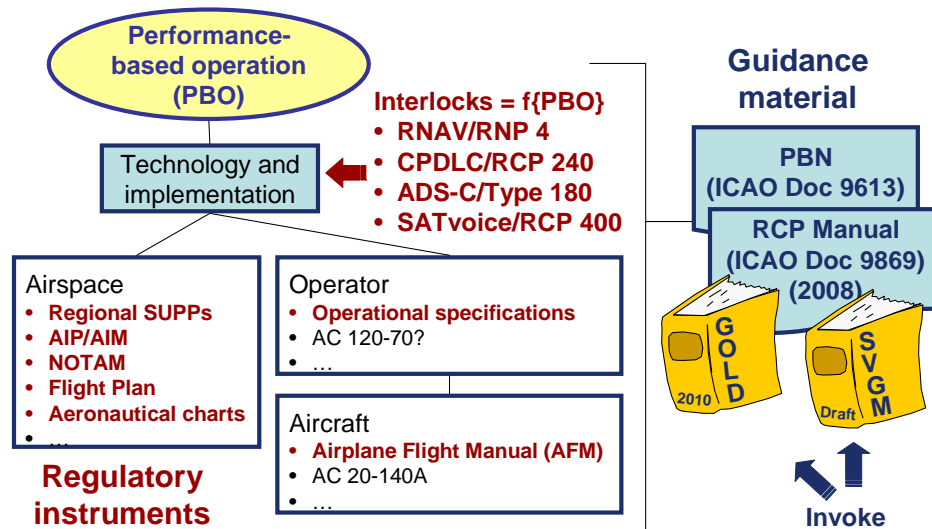 Performance-
based operation
(PBO)
Technology and
implementation
Interlocks = f{PBO}
• RNAV/RNP 4
• CPDLC/RCP 240
• ADS-C/Type 180
• SATvoice/RCP 400
Airspace
• Regional SUPPs
• AIP/AIM
• NOTAM
• Flight Plan
• Aeronautical charts
• …
Regulatory
instruments
Operator
• Operational specifications
• AC 120-70?
• …
Aircraft
• Airplane Flight Manual (AFM)
• AC 20-140A
• …
Guidance
material
PBN
(ICAO Doc 9613)
RCP Manual
(ICAO Doc 9869)
(2008)
GOLD
2010
SVGM
Draft
Invoke